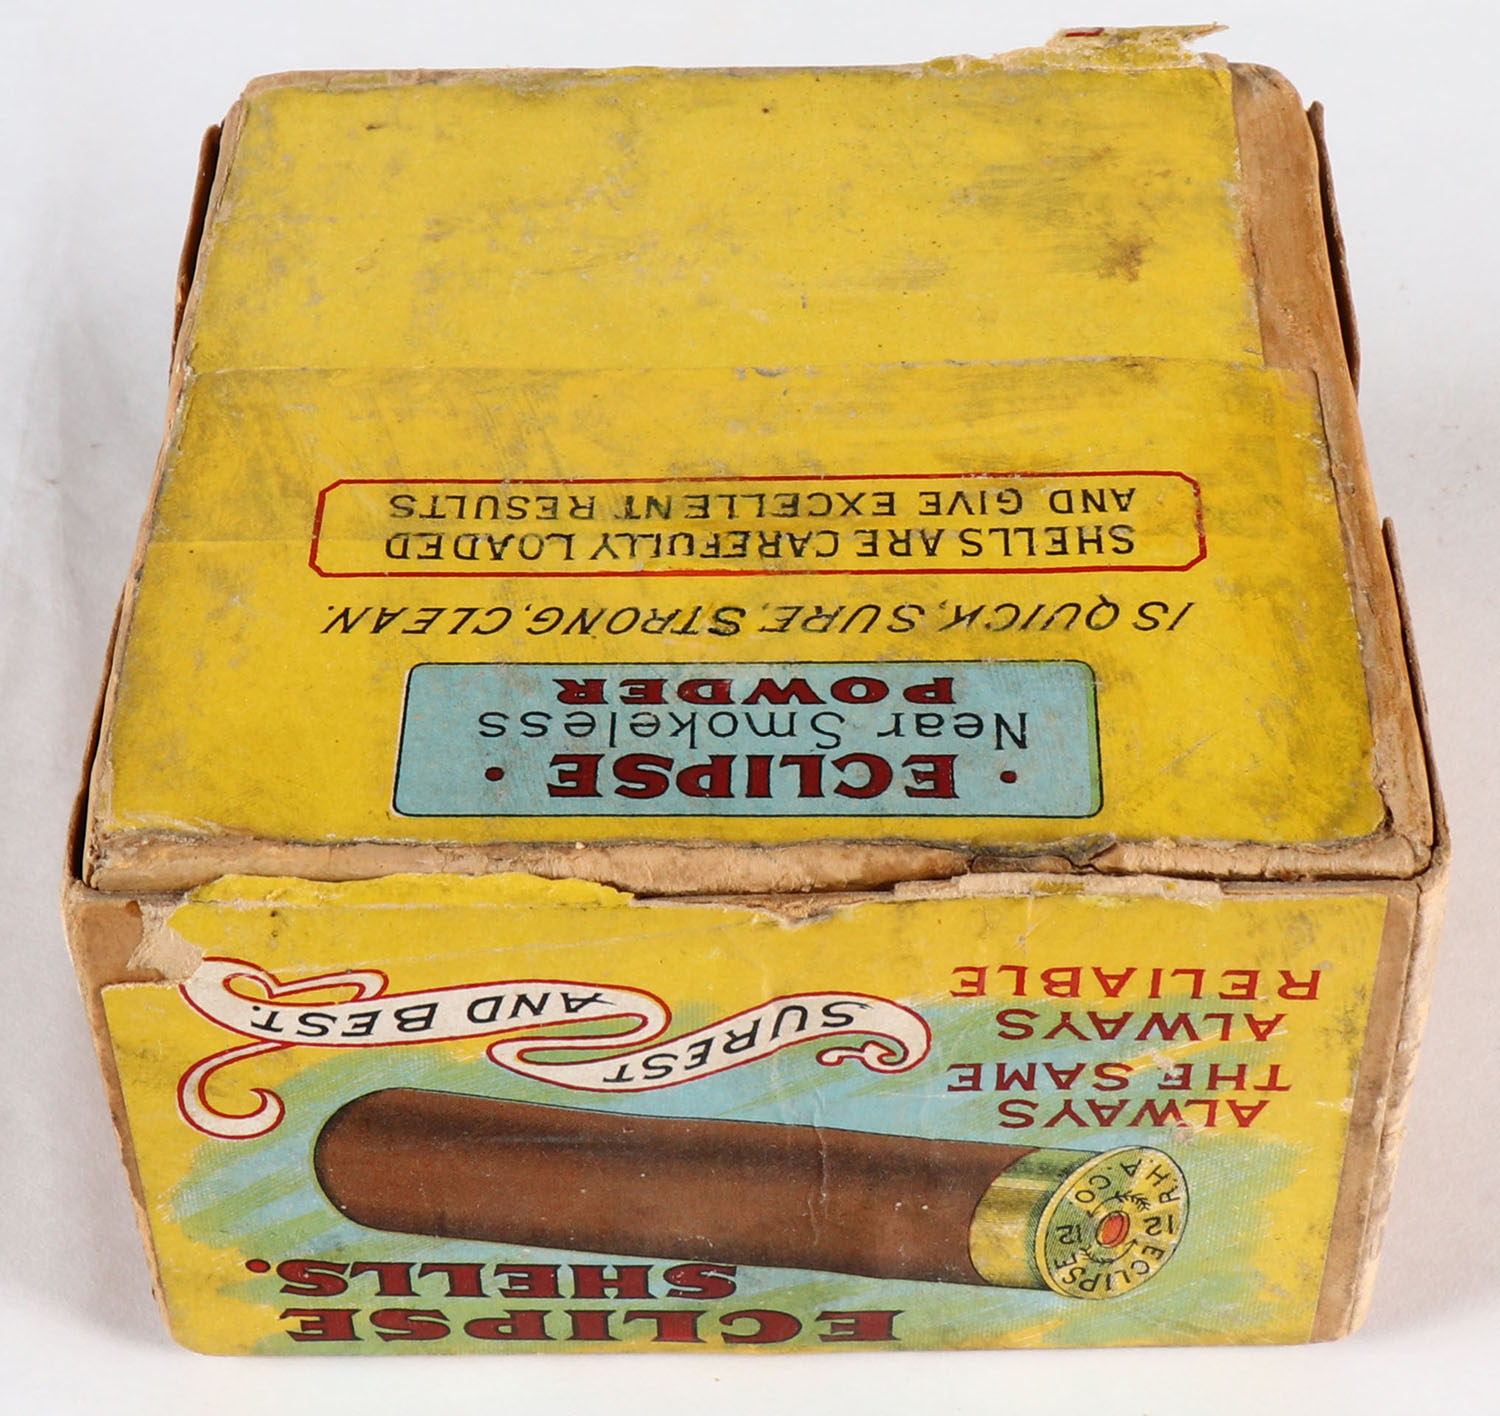 ECLIPSE
SHELLS.
ECLIPSE
12 12
R.H.A. CO.
ALWAYS
THE SAME
ALWAYS
RELIABLE
SUREST
AND BEST.
• ECLIPSE •
Near Smokeless
POWDER
IS QUICK, SURE, STRONG, CLEAN.
SHELLS ARE CAREFULLY LOADED
AND GIVE EXCELLENT RESULTS